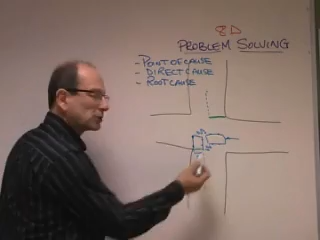 8D
PROBLEM SOLVING
- POINT OF CAUSE
- DIRECT CAUSE
- ROOT CAUSE